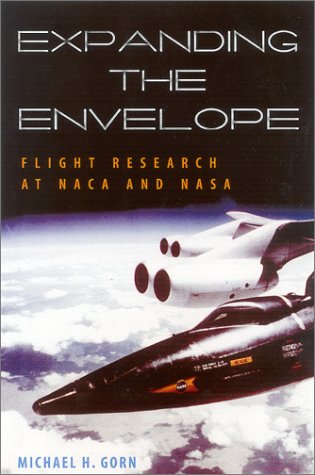 EXPANDING
THE
ENVELOPE
FLIGHT RESEARCH
AT NACA AND NASA
MICHAEL H. GORN